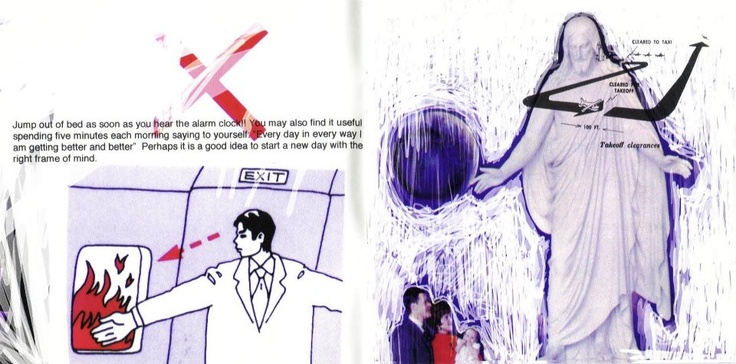 Jump out of bed as soon as you hear the alarm clock!! You may also find it useful
spending five minutes each morning saying to yourself. "Every day in every way I
am getting better and better" Perhaps it is a good idea to start a new day with the
right frame of mind.
EXIT
CLEARED TO TAXI
CLEARED FOR
TAKEOFF
100 FT.
Takeoff clearances